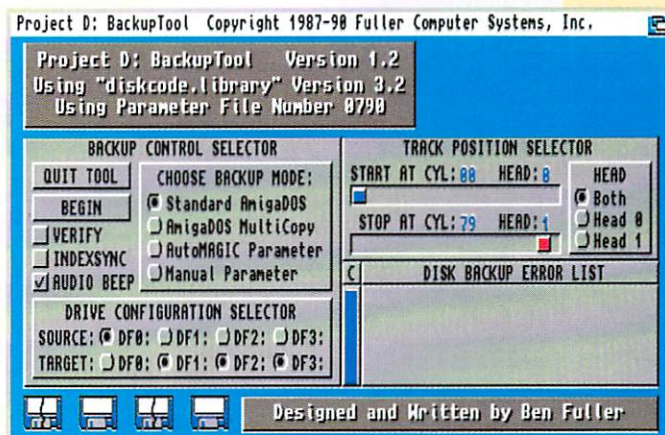 Project D: BackupTool Copyright 1987-90 Fuller Computer Systems, Inc.
Project D: BackupTool Version 1.2
Using "diskcode.library" Version 3.2
Using Parameter File Number 0790
BACKUP CONTROL SELECTOR
QUIT TOOL
BEGIN
VERIFY
INDEXSYNC
AUDIO BEEP
CHOOSE BACKUP MODE:
Standard AmigaDOS
AmigaDOS MultiCopy
AutoMAGIC Parameter
Manual Parameter
DRIVE CONFIGURATION SELECTOR
SOURCE: DF0: DF1: DF2: DF3:
TARGET: DF0: DF1: DF2: DF3:
TRACK POSITION SELECTOR
START AT CYL:00 HEAD:0
STOP AT CYL:79 HEAD:1
HEAD
Both
Head 0
Head 1
C
DISK BACKUP ERROR LIST
Designed and Written by Ben Fuller